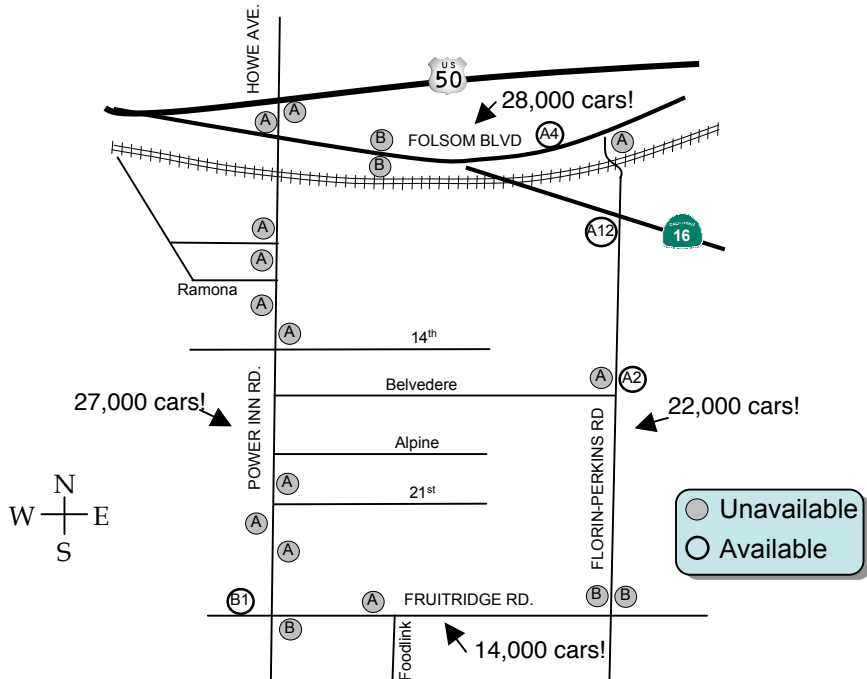 HOWE AVE.
US
50
28,000 cars!
A
A
B
FOLSOM BLVD
A4
A
B
A12
CALIFORNIA
16
A
A
Ramona
A
A
14th
A
A2
Belvedere
27,000 cars!
22,000 cars!
POWER INN RD.
FLORIN-PERKINS RD
Alpine
N
W E
S
A
21st
A
A
Unavailable
Available
B1
A
FRUITRIDGE RD.
B
B
B
Foodlink
14,000 cars!